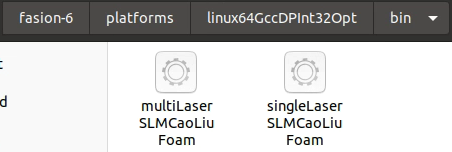 fasion-6 platforms linux64GccDPInt32Opt bin
multiLaser singleLaser
SLMCaoLiu SLMCaoLiu
Foam Foam